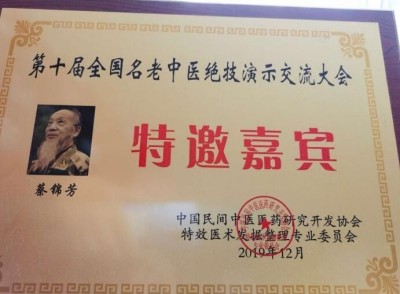 第十届全国名老中医绝技演示交流大会
蔡锦芳
特邀嘉宾
中国民间中医医药研究开发协会
特效医术发掘整理专业委员会
2019年12月